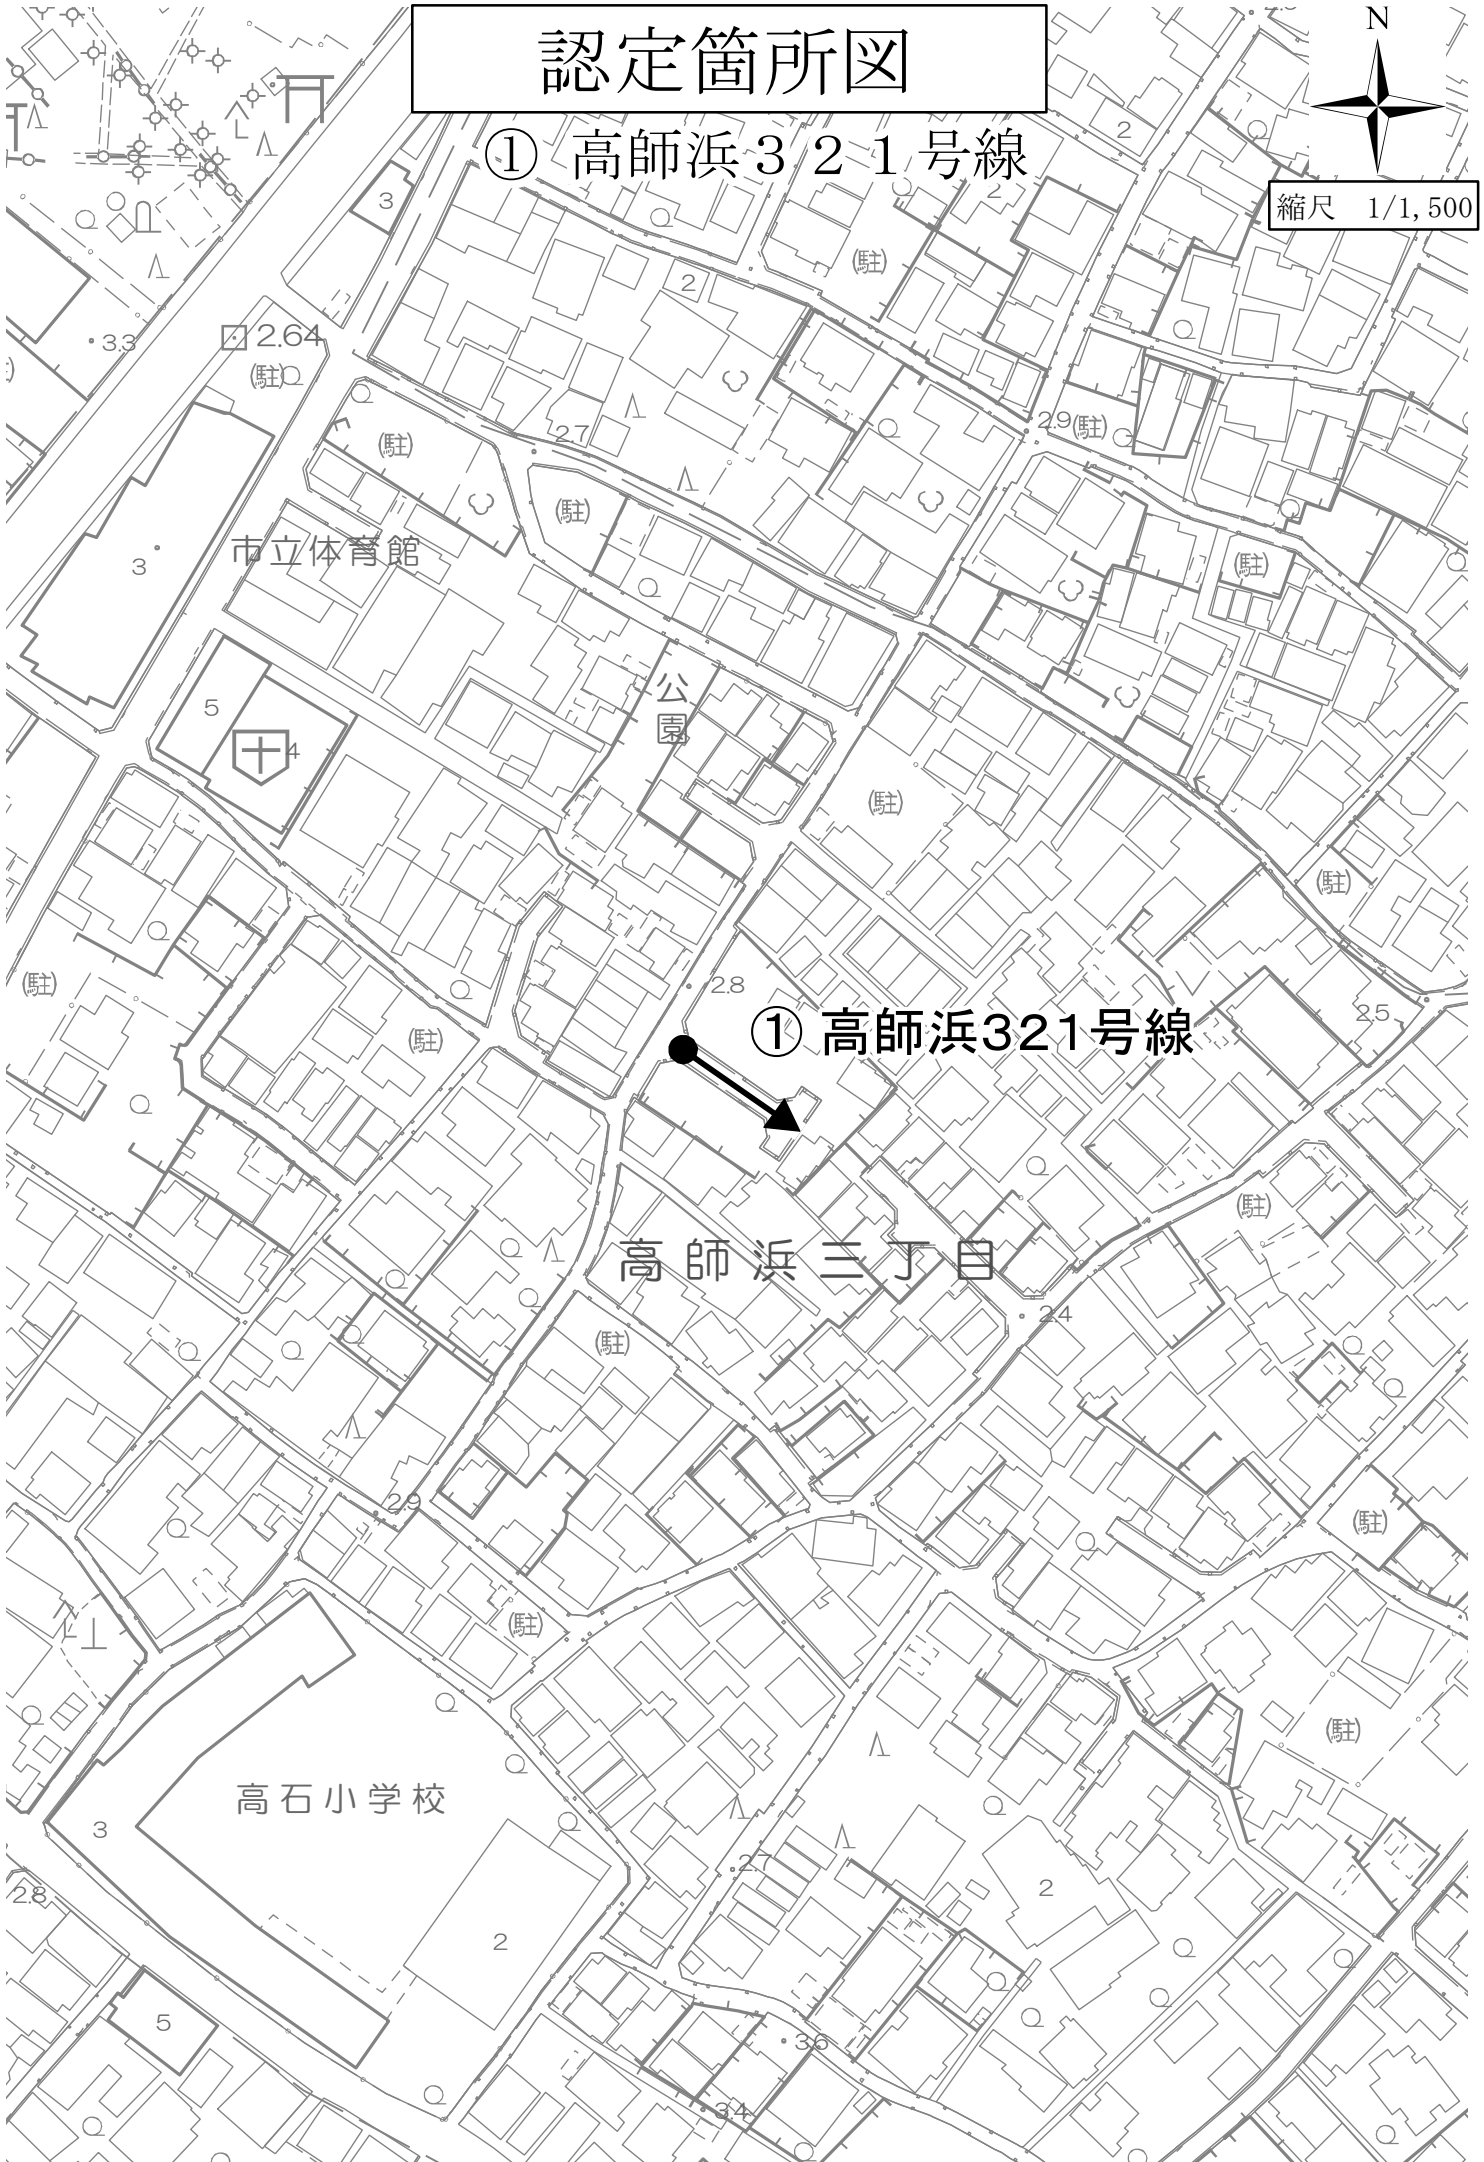 認定箇所図
① 高師浜３２１号線
N
縮尺　1/1,500
2
3
2
(駐)
2
3.3
2.64
(駐)
2.7
(駐)
2.9
(駐)
(駐)
市立体育館
3
(駐)
5
公園
4
(駐)
(駐)
(駐)
2.8
① 高師浜321号線
2.5
(駐)
(駐)
高師浜三丁目
2.4
(駐)
2.9
(駐)
(駐)
(駐)
高石小学校
3
2.7
2.8
2
2
5
3.6
3.4